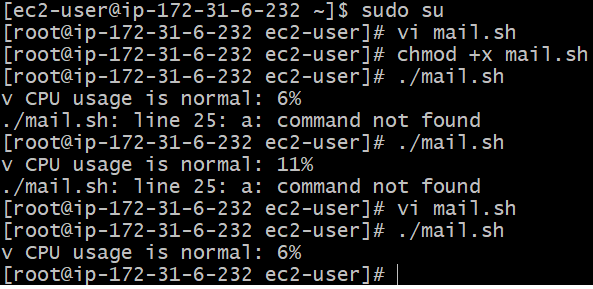 [ec2-user@ip-172-31-6-232 ~]$ sudo su
[root@ip-172-31-6-232 ec2-user]# vi mail.sh
[root@ip-172-31-6-232 ec2-user]# chmod +x mail.sh
[root@ip-172-31-6-232 ec2-user]# ./mail.sh
v CPU usage is normal: 6%
./mail.sh: line 25: a: command not found
[root@ip-172-31-6-232 ec2-user]# ./mail.sh
v CPU usage is normal: 11%
./mail.sh: line 25: a: command not found
[root@ip-172-31-6-232 ec2-user]# vi mail.sh
[root@ip-172-31-6-232 ec2-user]# ./mail.sh
v CPU usage is normal: 6%
[root@ip-172-31-6-232 ec2-user]#